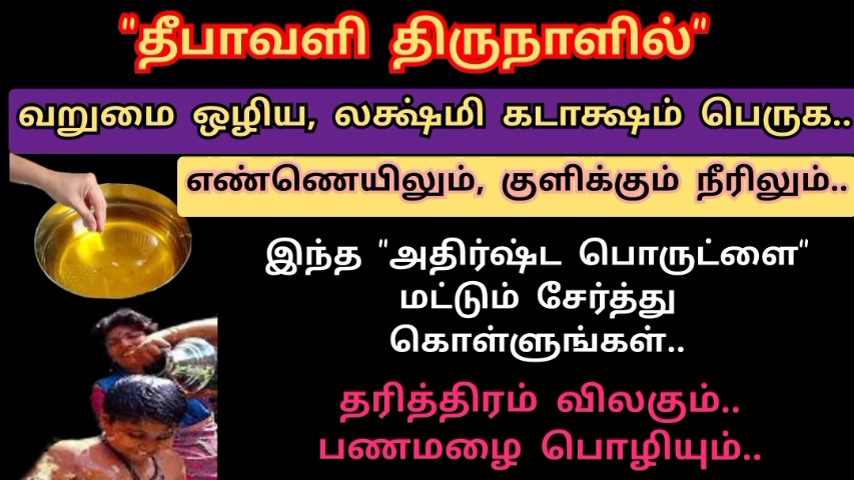 "தீபாவளி திருநாளில்"
வறுமை ஒழிய, லக்ஷ்மி கடாக்ஷம் பெருக..
எண்ணெயிலும், குளிக்கும் நீரிலும்..
இந்த "அதிர்ஷ்ட பொருட்ளை"
மட்டும் சேர்த்து
கொள்ளுங்கள்..
தரித்திரம் விலகும்..
பணமழை பொழியும்..